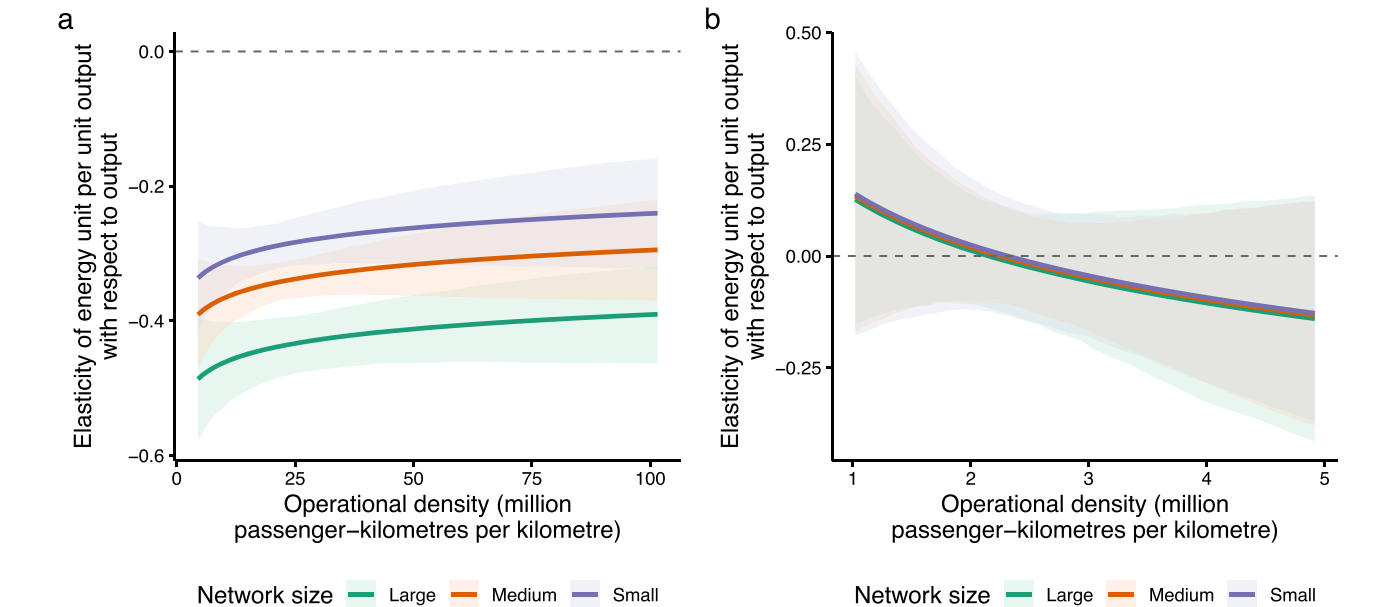 a
Elasticity of energy unit per unit output
with respect to output
0.0
−0.2
−0.4
−0.6
0
25
50
75
100
Operational density (million
passenger−kilometres per kilometre)
Network size
Large
Medium
Small
b
Elasticity of energy unit per unit output
with respect to output
0.50
0.25
0.00
−0.25
1
2
3
4
5
Operational density (million
passenger−kilometres per kilometre)
Network size
Large
Medium
Small